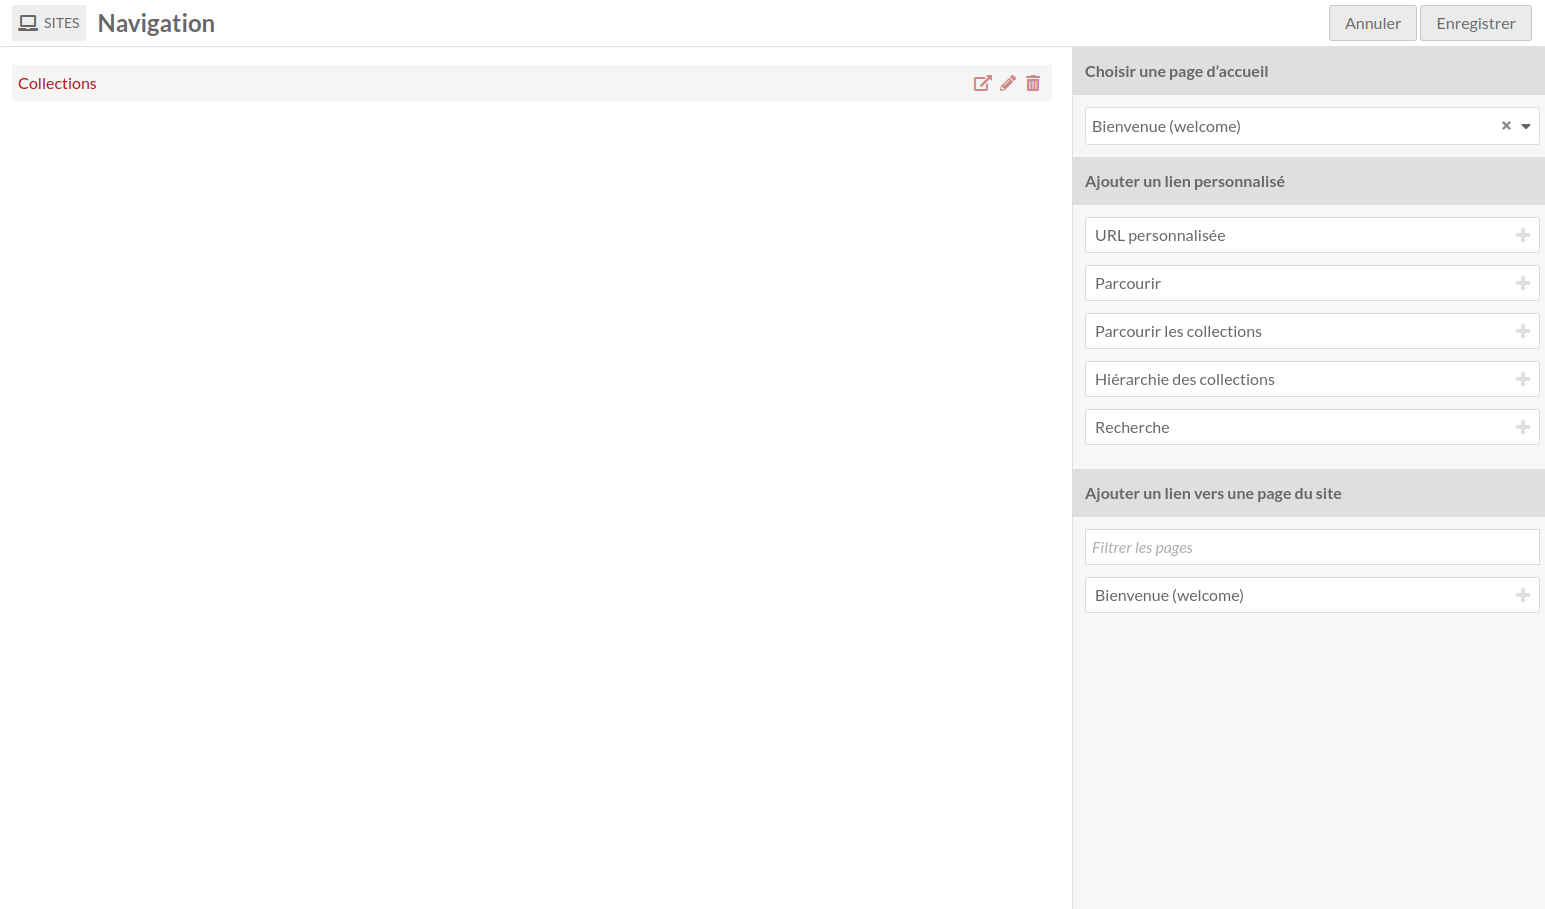 SITES Navigation
Annuler Enregistrer
Collections
Choisir une page d’accueil
Bienvenue (welcome)
Ajouter un lien personnalisé
URL personnalisée
Parcourir
Parcourir les collections
Hiérarchie des collections
Recherche
Ajouter un lien vers une page du site
Filtrer les pages
Bienvenue (welcome)